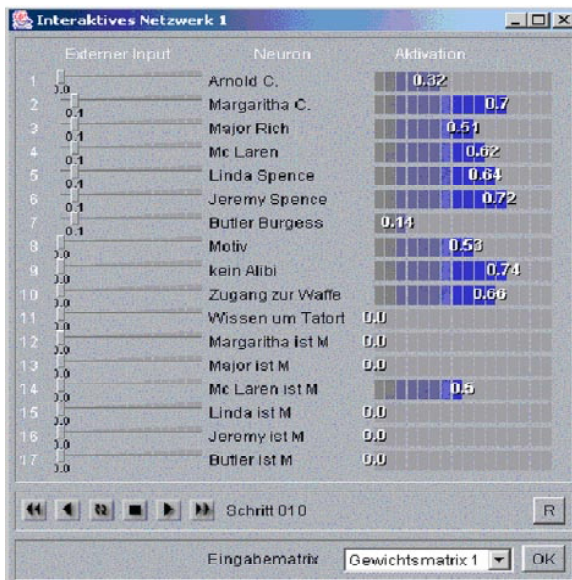 Interaktives Netzwerk 1
Externer Input Neuron Aktivation
1 0.0 Arnold C. 0.32
2 0.1 Margaritha C. 0.7
3 0.1 Major Rich 0.51
4 0.1 Mc Laren 0.62
5 0.1 Linda Spence 0.64
6 0.1 Jeremy Spence 0.72
7 0.1 Butler Burgess 0.14
8 0.0 Motiv 0.53
9 0.0 kein Alibi 0.74
10 0.0 Zugang zur Waffe 0.66
11 0.0 Wissen um Tatort 0.0
12 0.0 Margaritha ist M 0.0
13 0.0 Major ist M 0.0
14 0.0 Mc Laren ist M 0.5
15 0.0 Linda ist M 0.0
16 0.0 Jeremy ist M 0.0
17 0.0 Butler ist M 0.0
Schritt 010 R
Eingabematrix Gewichtsmatrix 1 OK